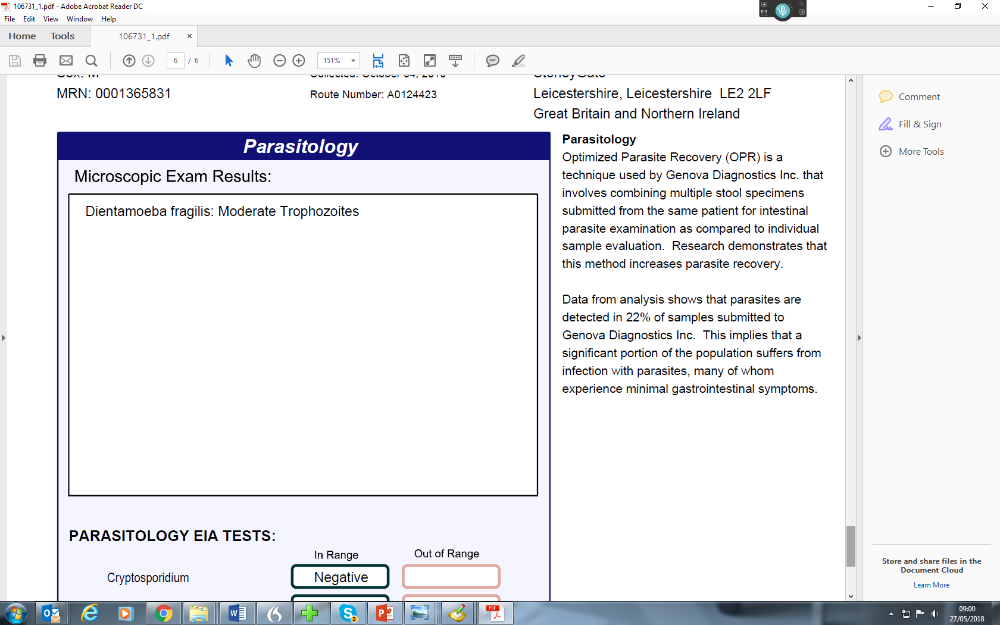 106731_1.pdf - Adobe Acrobat Reader DC
File Edit View Window Help
Home Tools 106731_1.pdf ×
6 / 6 151%
MRN: 0001365831
Route Number: A0124423
Leicestershire, Leicestershire LE2 2LF
Great Britain and Northern Ireland
Parasitology
Microscopic Exam Results:
Dientamoeba fragilis: Moderate Trophozoites
PARASITOLOGY EIA TESTS:
In Range Out of Range
Cryptosporidium Negative
Parasitology
Optimized Parasite Recovery (OPR) is a
technique used by Genova Diagnostics Inc. that
involves combining multiple stool specimens
submitted from the same patient for intestinal
parasite examination as compared to individual
sample evaluation. Research demonstrates that
this method increases parasite recovery.
Data from analysis shows that parasites are
detected in 22% of samples submitted to
Genova Diagnostics Inc. This implies that a
significant portion of the population suffers from
infection with parasites, many of whom
experience minimal gastrointestinal symptoms.
Comment
Fill & Sign
More Tools
Store and share files in the
Document Cloud
Learn More
09:00
27/05/2018